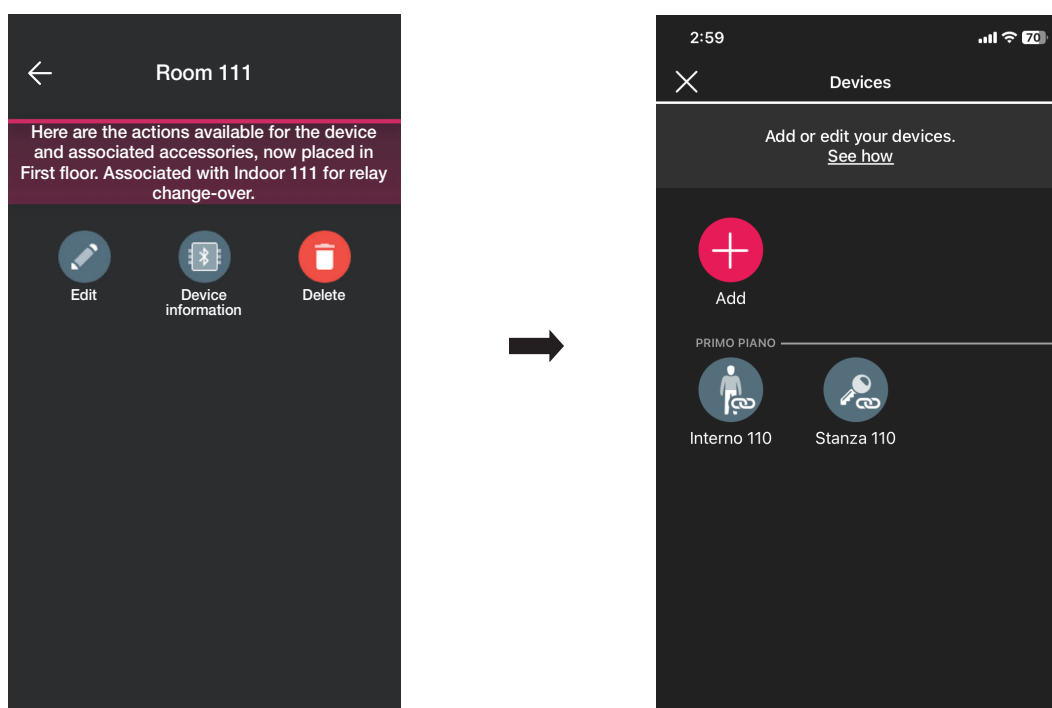 Room 111
Here are the actions available for the device
and associated accessories, now placed in
First floor. Associated with Indoor 111 for relay
change-over.
Edit
Device
information
Delete
2:59
70
Devices
Add or edit your devices.
See how
Add
PRIMO PIANO
Interno 110
Stanza 110